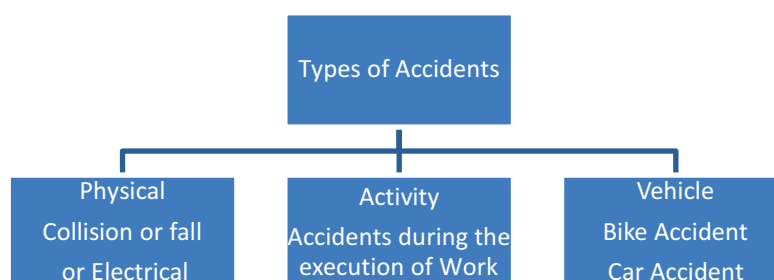 Types of Accidents
Physical
Collision or fall
or Electrical
Activity
Accidents during the
execution of Work
Vehicle
Bike Accident
Car Accident